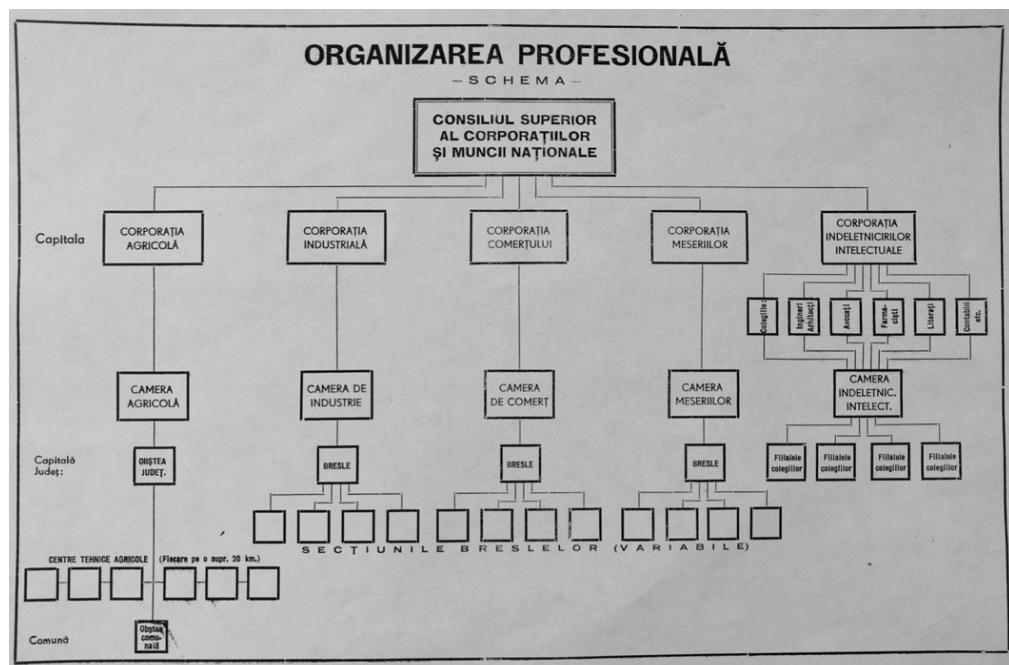 ORGANIZAREA PROFESIONALĂ
– SCHEMA –
CONSILIUL SUPERIOR
AL CORPORAȚIILOR
ȘI MUNCII NAȚIONALE
Capitala
CORPORAȚIA
AGRICOLĂ
CORPORAȚIA
INDUSTRIALĂ
CORPORAȚIA
COMERȚULUI
CORPORAȚIA
MESERIILOR
CORPORAȚIA
INDELETNICIRILOR
INTELECTUALE
Colegiile:
Ingineri
Arhitecți
Avocați
Farma-
ciști
Literați
Contabili
etc.
CAMERA
AGRICOLĂ
CAMERA DE
INDUSTRIE
CAMERA
DE COMERȚ
CAMERA
MESERIILOR
CAMERA
INDELETNIC.
INTELECT.
Capitală
Județ:
OBȘTEA
JUDEȚ.
BRESLE
BRESLE
BRESLE
Filialele
colegiilor
Filialele
colegiilor
Filialele
colegiilor
Filialele
colegiilor
SECȚIUNILE BRESLELOR (VARIABILE)
CENTRE TEHNICE AGRICOLE (Fiecare pe o supr. 20 km.)
Comună
Obștea
comu-
nală